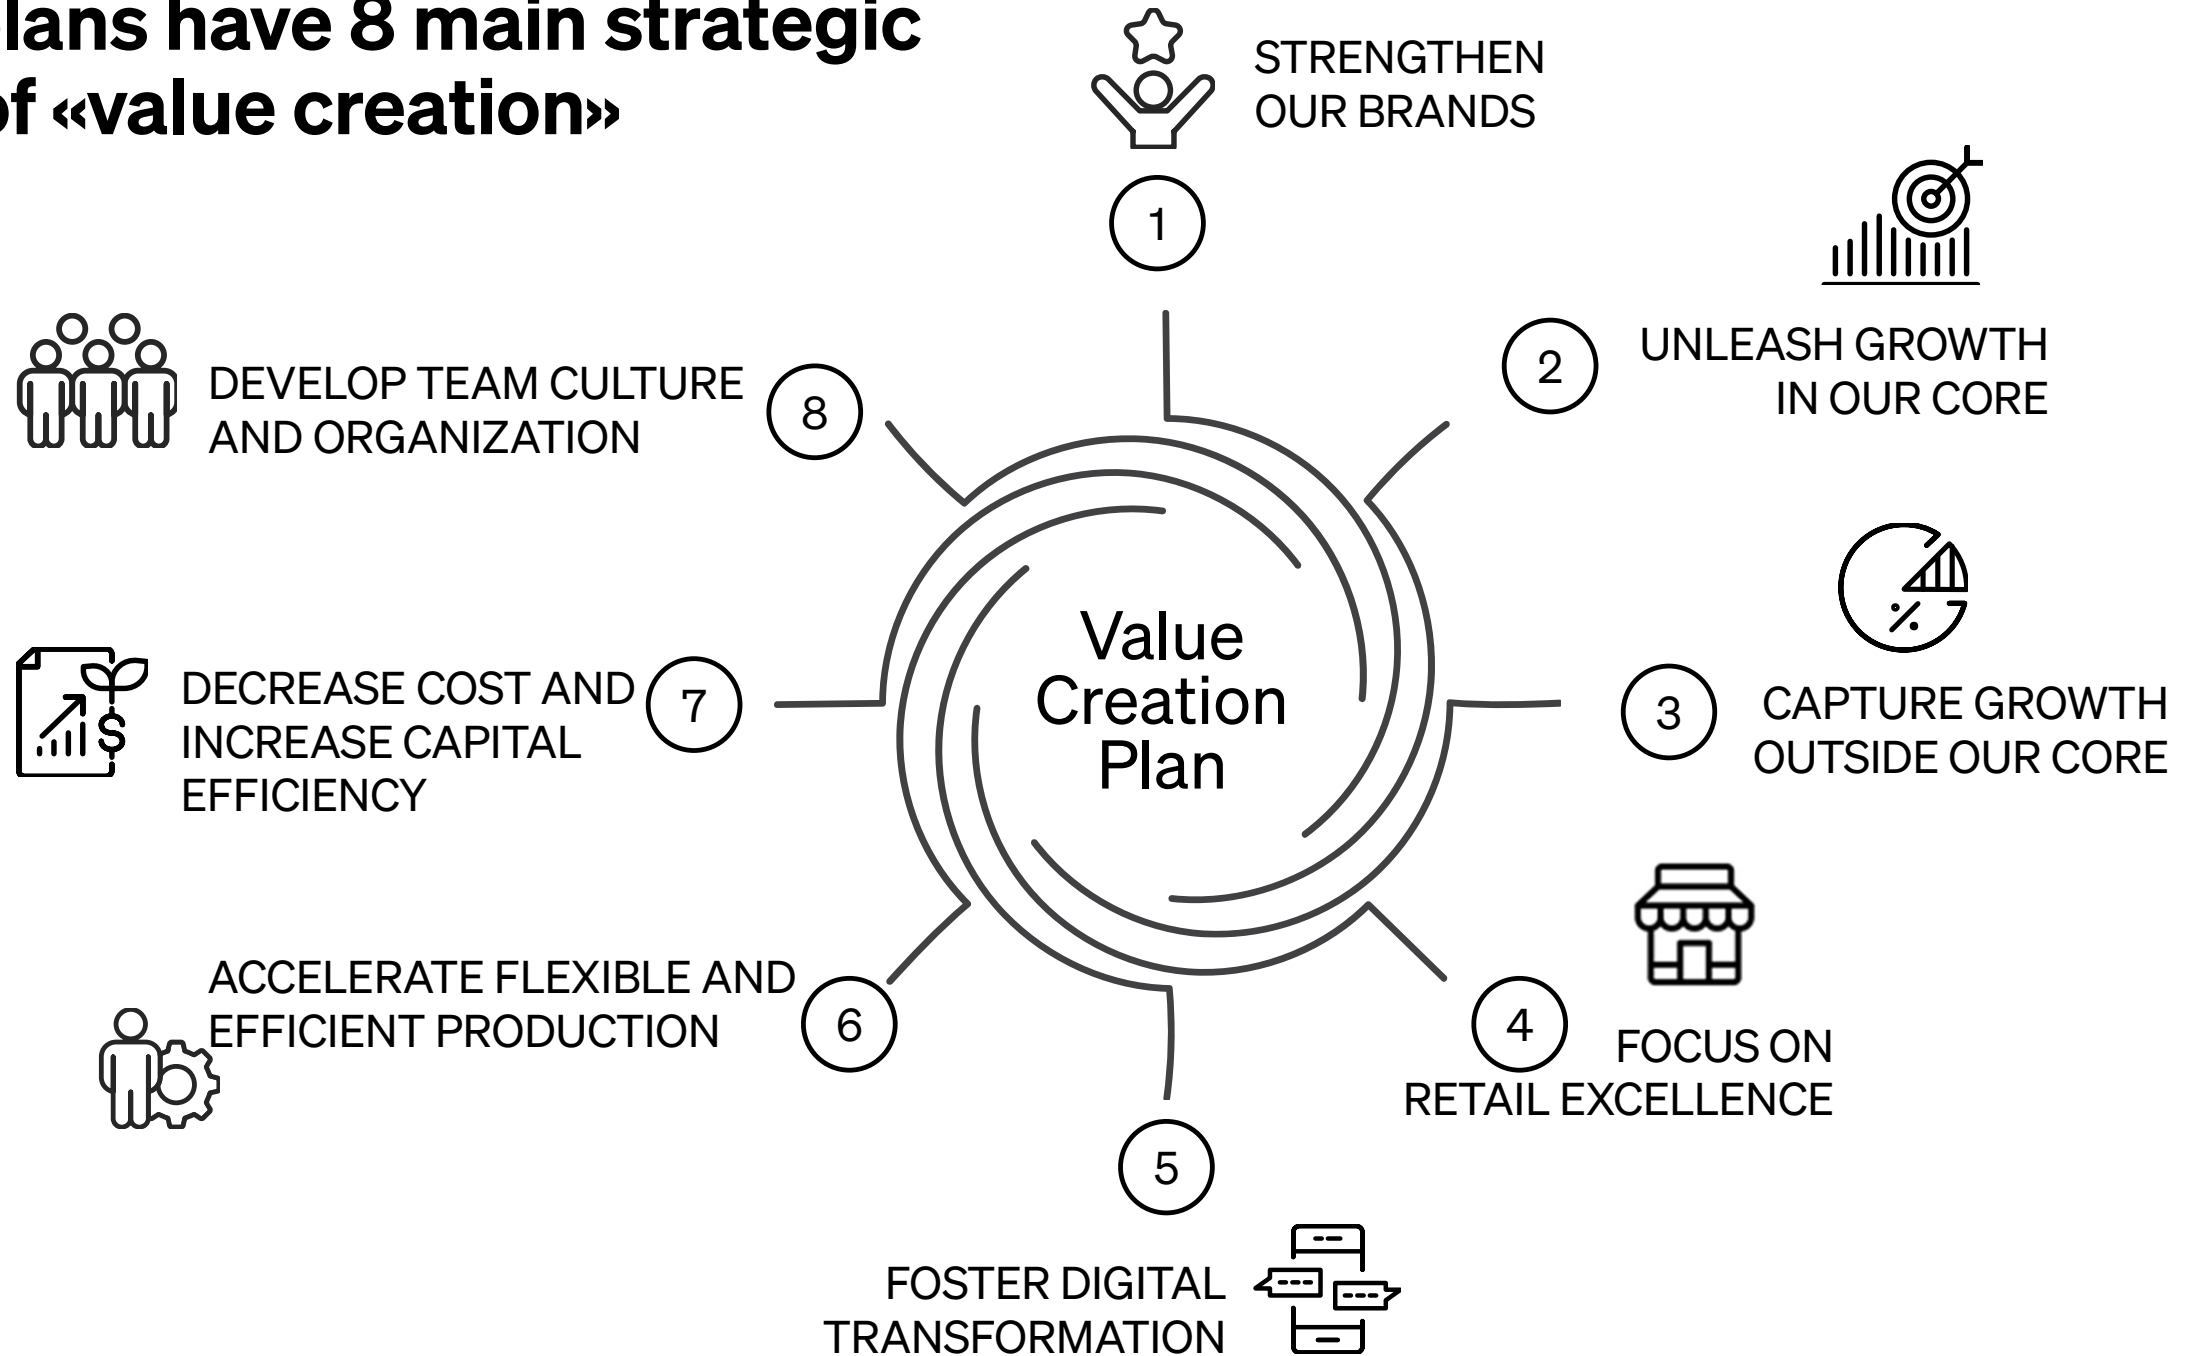 have 8 main strategic
of «value creation»
STRENGTHEN
OUR BRANDS
1
2
UNLEASH GROWTH
IN OUR CORE
3
CAPTURE GROWTH
OUTSIDE OUR CORE
4
FOCUS ON
RETAIL EXCELLENCE
5
FOSTER DIGITAL
TRANSFORMATION
6
ACCELERATE FLEXIBLE AND
EFFICIENT PRODUCTION
7
DECREASE COST AND
INCREASE CAPITAL
EFFICIENCY
8
DEVELOP TEAM CULTURE
AND ORGANIZATION
Value
Creation
Plan